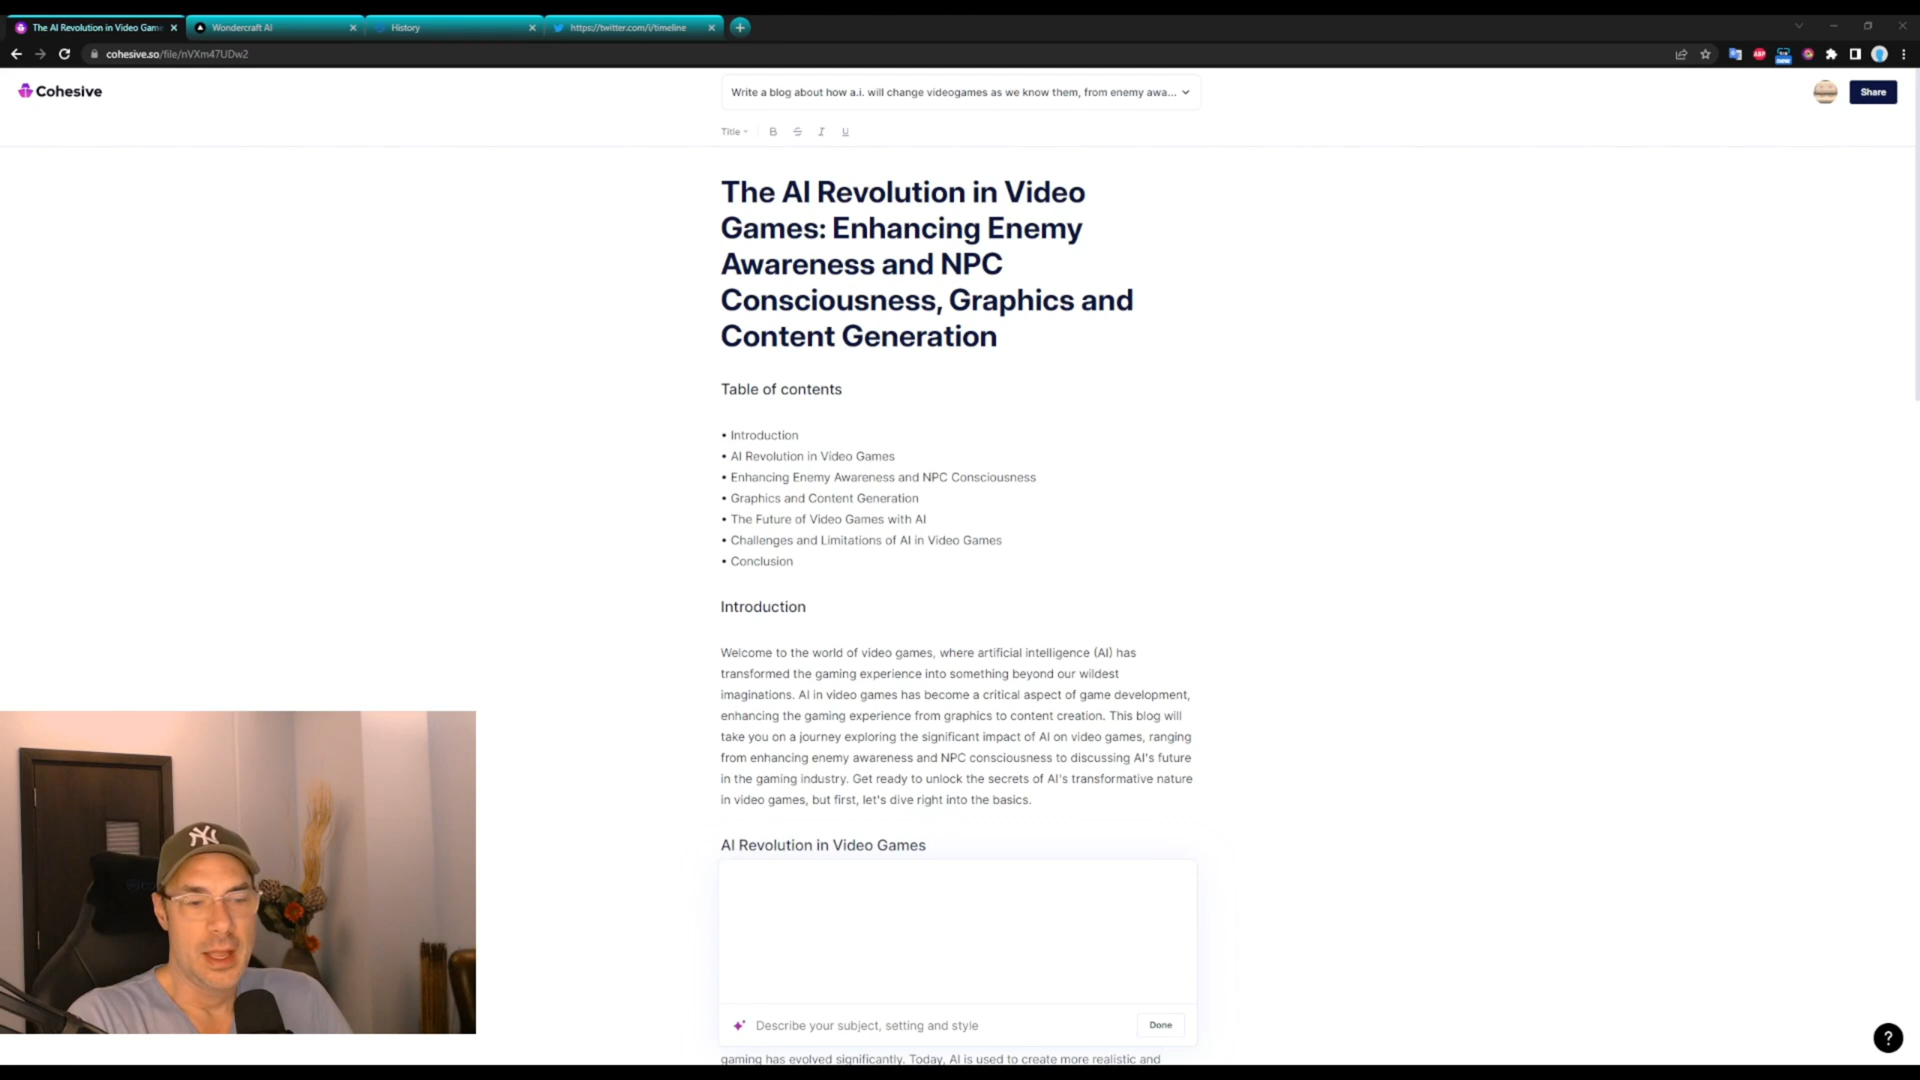 The AI Revolution in Video Game
Wondercraft AI
History
https://twitter.com/i/timeline
cohesive.so/file/nVXm47UDw2
ABP
new
Cohesive
Write a blog about how a.i. will change videogames as we know them, from enemy awa...
Share
Title
B S I U
The AI Revolution in Video
Games: Enhancing Enemy
Awareness and NPC
Consciousness, Graphics and
Content Generation
Table of contents
• Introduction
• AI Revolution in Video Games
• Enhancing Enemy Awareness and NPC Consciousness
• Graphics and Content Generation
• The Future of Video Games with AI
• Challenges and Limitations of AI in Video Games
• Conclusion
Introduction
Welcome to the world of video games, where artificial intelligence (AI) has
transformed the gaming experience into something beyond our wildest
imaginations. AI in video games has become a critical aspect of game development,
enhancing the gaming experience from graphics to content creation. This blog will
take you on a journey exploring the significant impact of AI on video games, ranging
from enhancing enemy awareness and NPC consciousness to discussing AI's future
in the gaming industry. Get ready to unlock the secrets of AI's transformative nature
in video games, but first, let's dive right into the basics.
AI Revolution in Video Games
NY
Describe your subject, setting and style
Done
?
gaming has evolved significantly. Today, AI is used to create more realistic and